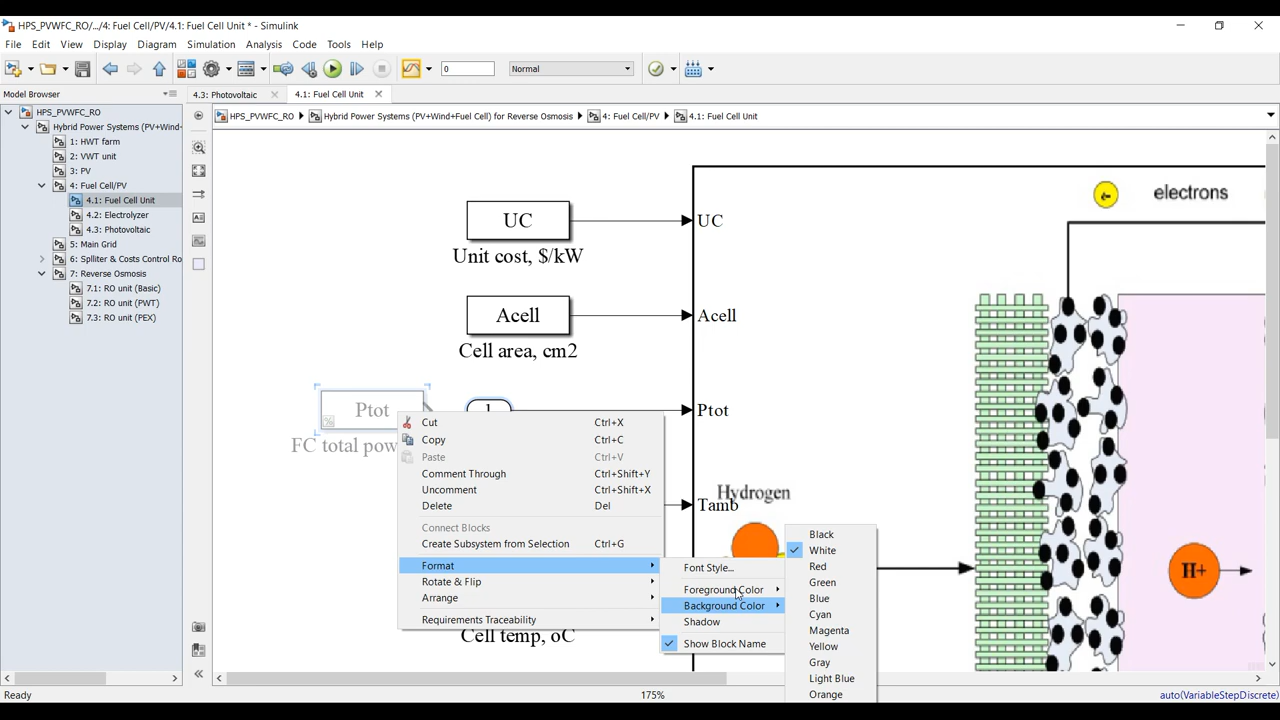 HPS_PVWFC_RO/.../4: Fuel Cell/PV/4.1: Fuel Cell Unit * - Simulink
File Edit View Display Diagram Simulation Analysis Code Tools Help
0 Normal
Model Browser
4.3: Photovoltaic 4.1: Fuel Cell Unit
HPS_PVWFC_RO Hybrid Power Systems (PV+Wind+Fuel Cell) for Reverse Osmosis 4: Fuel Cell/PV 4.1: Fuel Cell Unit
HPS_PVWFC_RO
Hybrid Power Systems (PV+Wind+
1: HWT farm
2: VWT unit
3: PV
4: Fuel Cell/PV
4.1: Fuel Cell Unit
4.2: Electrolyzer
4.3: Photovoltaic
5: Main Grid
6: Splliter & Costs Control Ro
7: Reverse Osmosis
7.1: RO unit (Basic)
7.2: RO unit (PWT)
7.3: RO unit (PEX)
UC
UC
Unit cost, $/kW
Acell
Acell
Cell area, cm2
Ptot
1
Ptot
FC total pow
Tamb
Cell temp, oC
e-
electrons
Hydrogen
H+
Cut Ctrl+X
Copy Ctrl+C
Paste Ctrl+V
Comment Through Ctrl+Shift+Y
Uncomment Ctrl+Shift+X
Delete Del
Connect Blocks
Create Subsystem from Selection Ctrl+G
Format
Rotate & Flip
Arrange
Requirements Traceability
Font Style...
Foreground Color
Background Color
Shadow
Show Block Name
Black
White
Red
Green
Blue
Cyan
Magenta
Yellow
Gray
Light Blue
Orange
Ready 175% auto(VariableStepDiscrete)